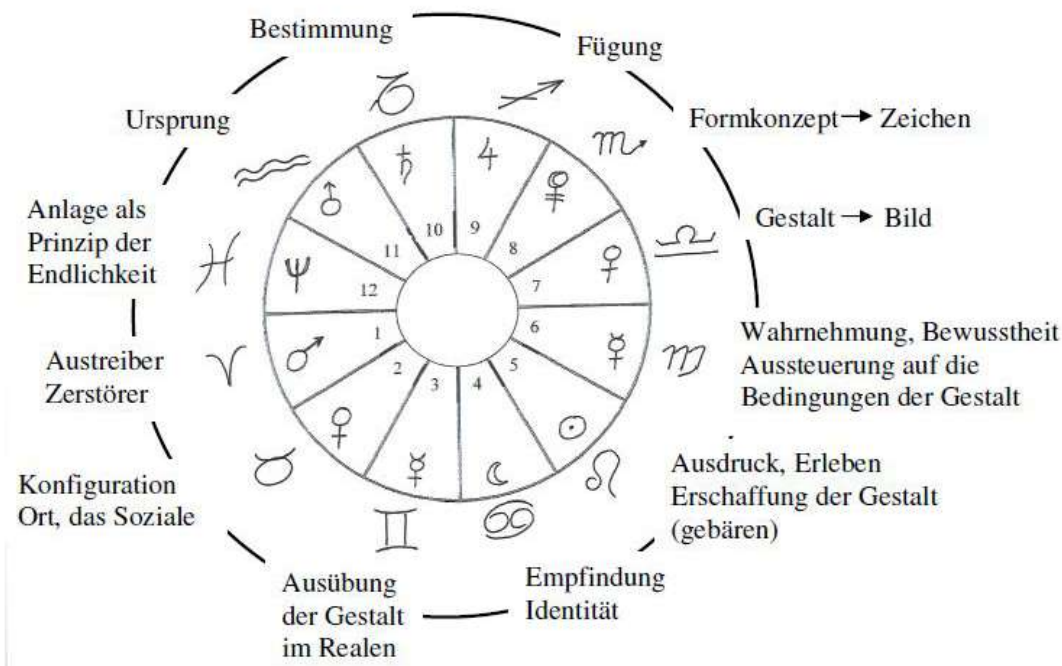 Bestimmung
Fügung
Ursprung
Formkonzept → Zeichen
Gestalt → Bild
Anlage als
Prinzip der
Endlichkeit
Wahrnehmung, Bewusstheit
Aussteuerung auf die
Bedingungen der Gestalt
Austreiber
Zerstörer
Ausdruck, Erleben
Erschaffung der Gestalt
(gebären)
Konfiguration
Ort, das Soziale
Empfindung
Identität
Ausübung
der Gestalt
im Realen
♑ ♐ ♏ ♎ ♍ ♌ ♋ ♊ ♉ ♈ ♓ ♒
♄ ♃ ♀ ☿ ☉ ☾ ☿ ♀ ♂ ♆
10
9
11
8
12
7
1
6
2
5
3
4